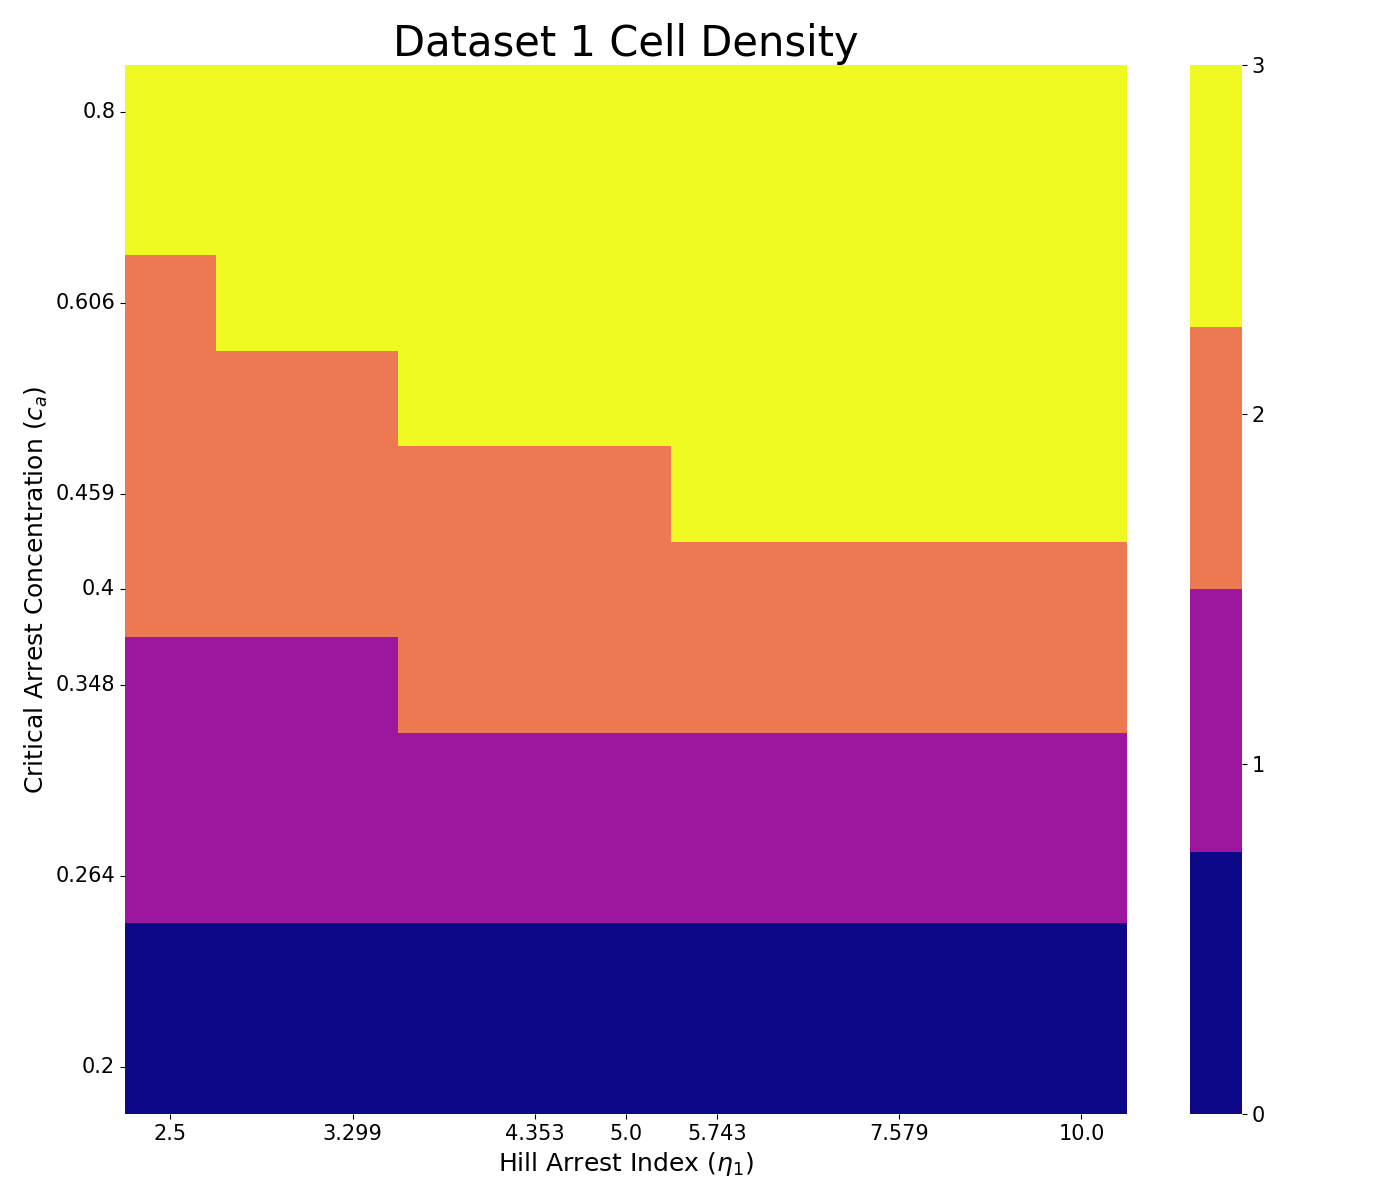 Dataset 1 Cell Density
Critical Arrest Concentration (c_a)
0.8
0.606
0.459
0.4
0.348
0.264
0.2
2.5 3.299 4.353 5.0 5.743 7.579 10.0
Hill Arrest Index (η₁)
3
2
1
0